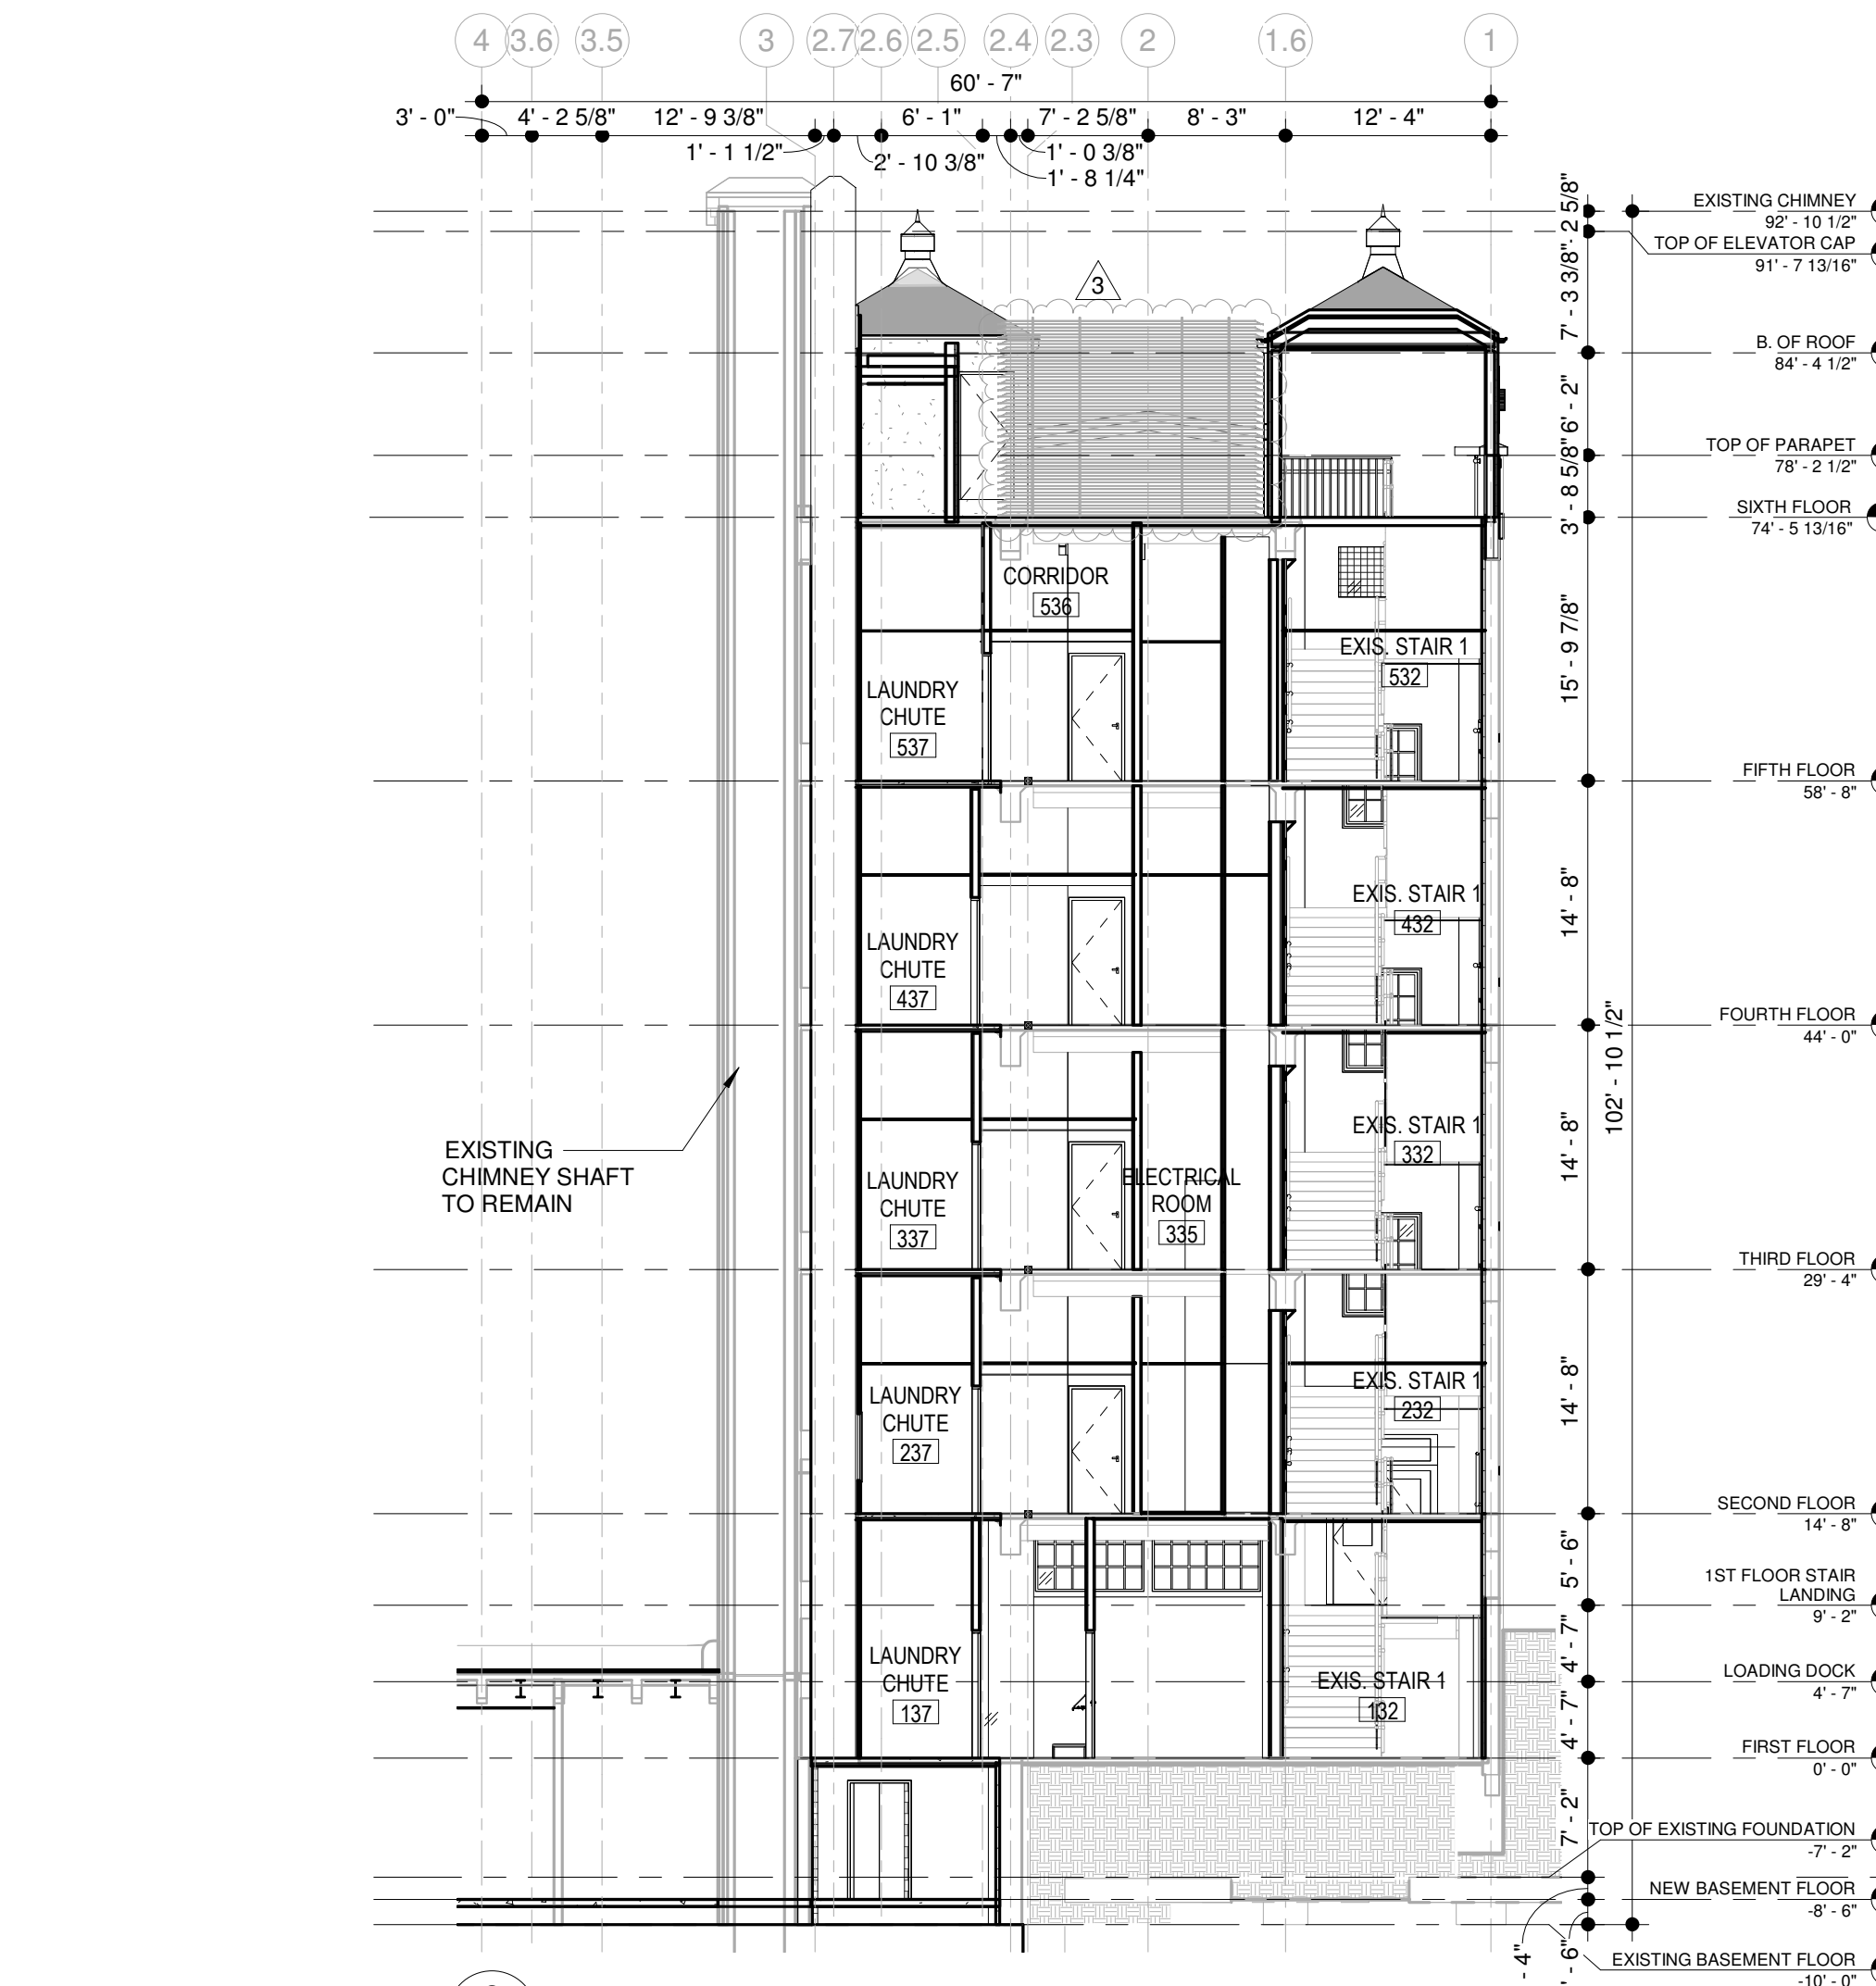 4 3.6 3.5 3 2.7 2.6 2.5 2.4 2.3 2 1.6 1
60' - 7"
3' - 0" 4' - 2 5/8" 12' - 9 3/8" 6' - 1" 7' - 2 5/8" 8' - 3" 12' - 4"
1' - 1 1/2" 2' - 10 3/8" 1' - 0 3/8"
1' - 8 1/4"
EXISTING CHIMNEY
92' - 10 1/2"
TOP OF ELEVATOR CAP
91' - 7 13/16"
2 5/8"
7' - 3 3/8"
3
B. OF ROOF
84' - 4 1/2"
6' - 2"
TOP OF PARAPET
78' - 2 1/2"
3' - 8 5/8"
SIXTH FLOOR
74' - 5 13/16"
CORRIDOR
536
15' - 9 7/8"
EXIS. STAIR 1
532
LAUNDRY
CHUTE
537
FIFTH FLOOR
58' - 8"
14' - 8"
EXIS. STAIR 1
432
LAUNDRY
CHUTE
437
FOURTH FLOOR
44' - 0"
102' - 10 1/2"
14' - 8"
EXIS. STAIR 1
332
EXISTING
CHIMNEY SHAFT
TO REMAIN
LAUNDRY
CHUTE
337
ELECTRICAL
ROOM
335
THIRD FLOOR
29' - 4"
14' - 8"
EXIS. STAIR 1
232
LAUNDRY
CHUTE
237
SECOND FLOOR
14' - 8"
5' - 6"
1ST FLOOR STAIR
LANDING
9' - 2"
4' - 7"
LAUNDRY
CHUTE
137
EXIS. STAIR 1
132
LOADING DOCK
4' - 7"
4' - 7"
FIRST FLOOR
0' - 0"
7' - 2"
TOP OF EXISTING FOUNDATION
-7' - 2"
NEW BASEMENT FLOOR
-8' - 6"
- 4"
' - 6"
EXISTING BASEMENT FLOOR
-10' - 0"